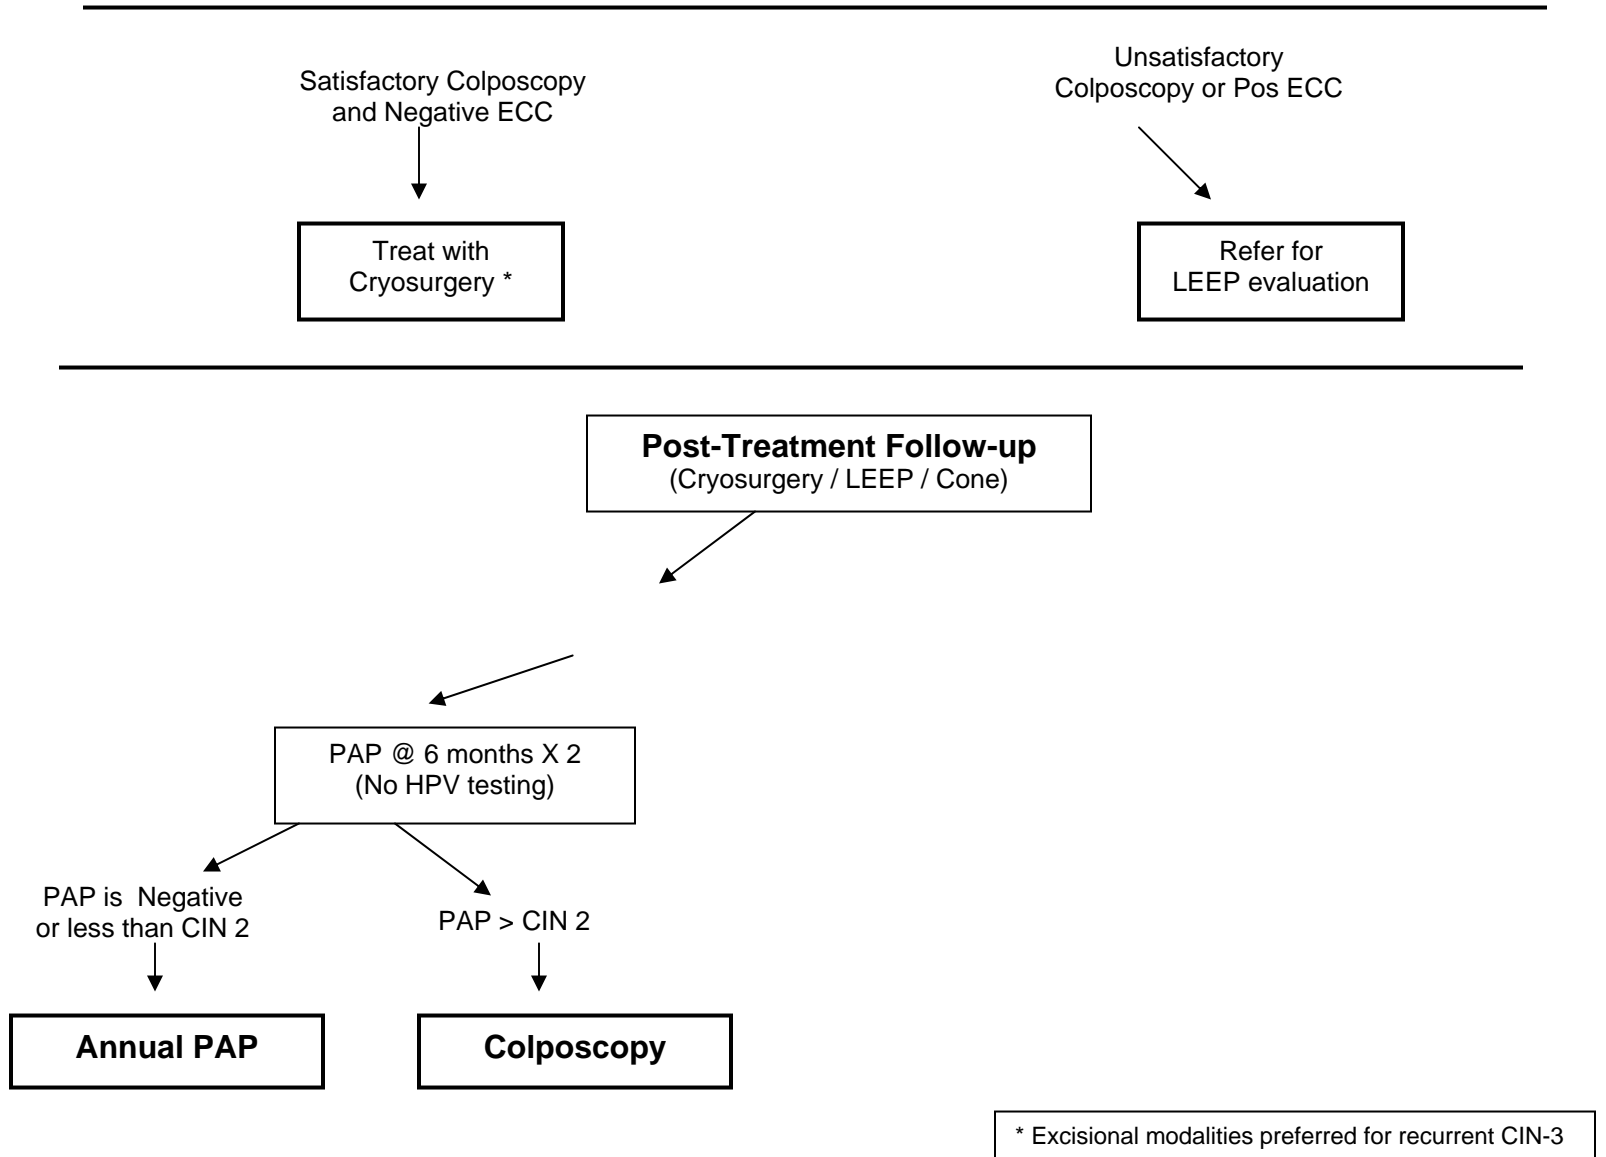 Satisfactory Colposcopy
and Negative ECC
Unsatisfactory
Colposcopy or Pos ECC
Treat with
Cryosurgery *
Refer for
LEEP evaluation
Post-Treatment Follow-up
(Cryosurgery / LEEP / Cone)
PAP @ 6 months X 2
(No HPV testing)
PAP is Negative
or less than CIN 2
PAP > CIN 2
Annual PAP
Colposcopy
* Excisional modalities preferred for recurrent CIN-3